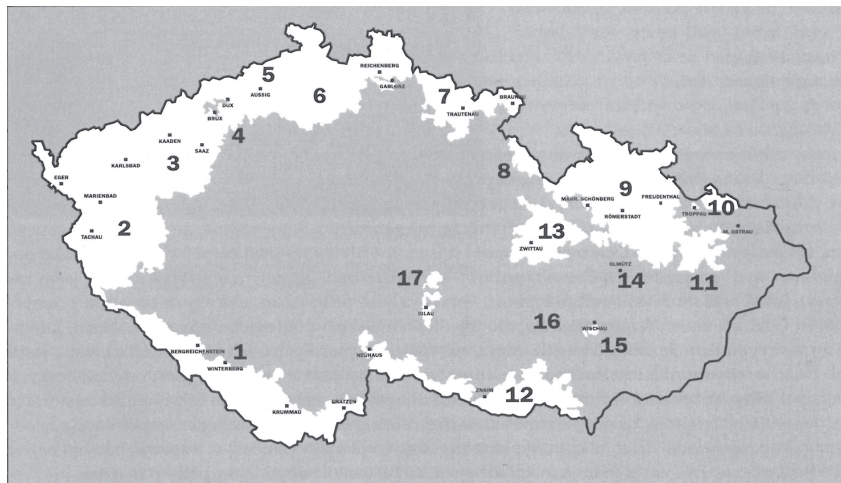 REICHENBERG
5
GABLONZ
AUSSIG
6
7
BRAUNAU
DUX
TRAUTENAU
BRÜX
KAADEN
4
SAAZ
KARLSBAD
3
8
EGER
9
MÄHR. SCHÖNBERG
FREUDENTHAL
MARIENBAD
10
RÖMERSTADT
TROPPAU
2
13
M. OSTRAU
TACKAU
ZWITTAU
OLMÜTZ
17
14
11
IGLAU
16
WISCHAU
15
BERGREICHENSTEIN
1
NEUHAUS
WINTERBERG
ZNAIM
12
KRUMMAU
GRATZEN